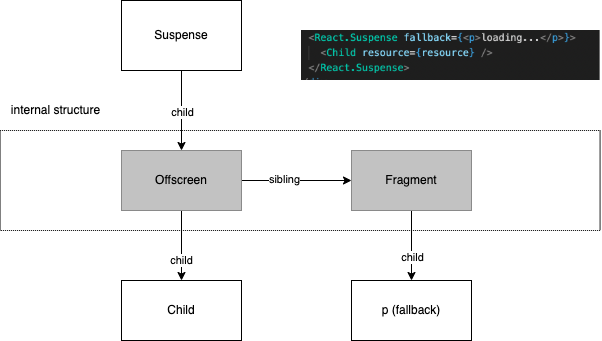 Suspense
<React.Suspense fallback={<p>loading...</p>}>
<Child resource={resource} />
</React.Suspense>
child
internal structure
Offscreen
sibling
Fragment
child
child
Child
p (fallback)